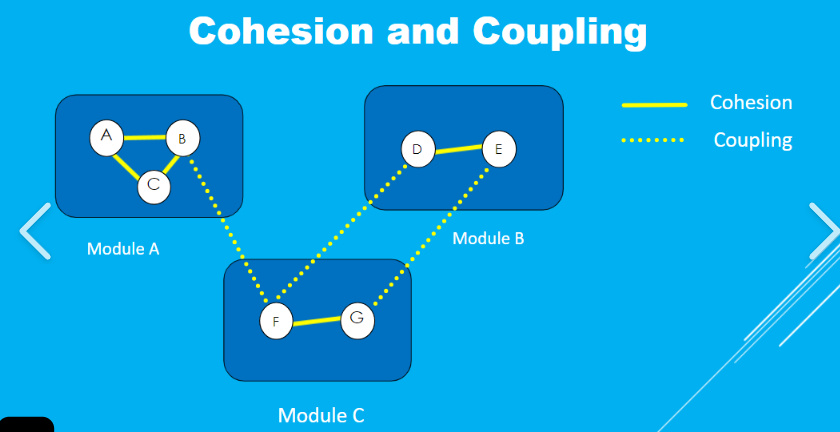 Cohesion and Coupling
Cohesion
Coupling
A
B
C
Module A
D
E
Module B
F
G
Module C